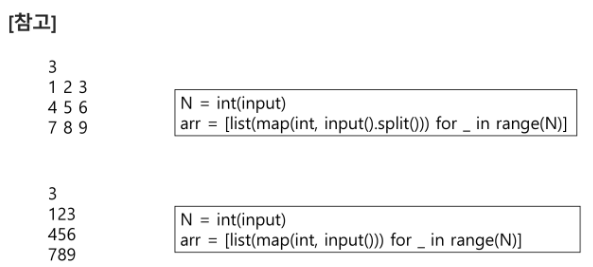 [참고]
3
1 2 3
4 5 6
7 8 9
N = int(input)
arr = [list(map(int, input().split())) for _ in range(N)]
3
123
456
789
N = int(input)
arr = [list(map(int, input())) for _ in range(N)]